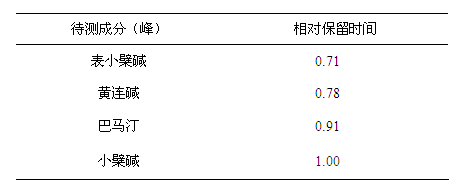 待测成分（峰） 相对保留时间
表小檗碱 0.71
黄连碱 0.78
巴马汀 0.91
小檗碱 1.00